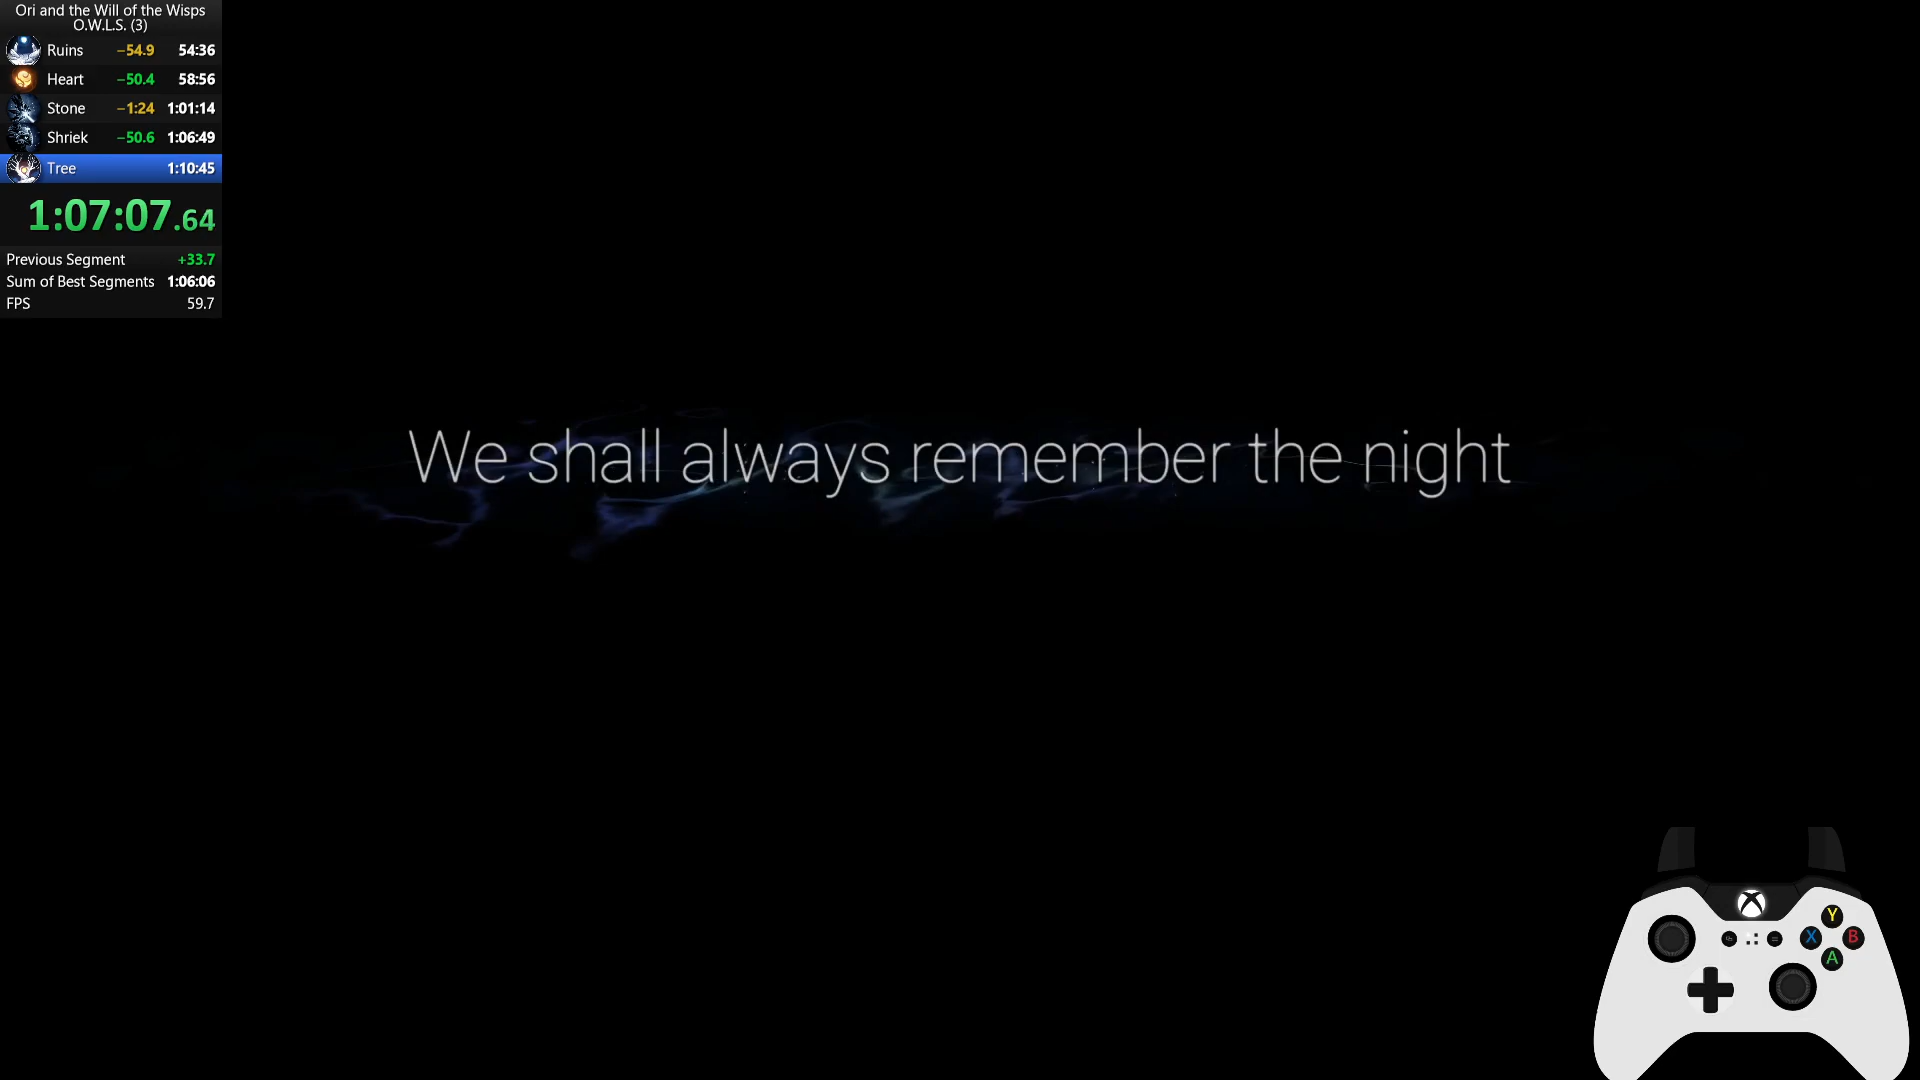 Ori and the Will of the Wisps
O.W.L.S. (3)
Ruins −54.9 54:36
Heart −50.4 58:56
Stone −1:24 1:01:14
Shriek −50.6 1:06:49
Tree 1:10:45
1:07:07.64
Previous Segment +33.7
Sum of Best Segments 1:06:06
FPS 59.7
We shall always remember the night
Y
X B
A